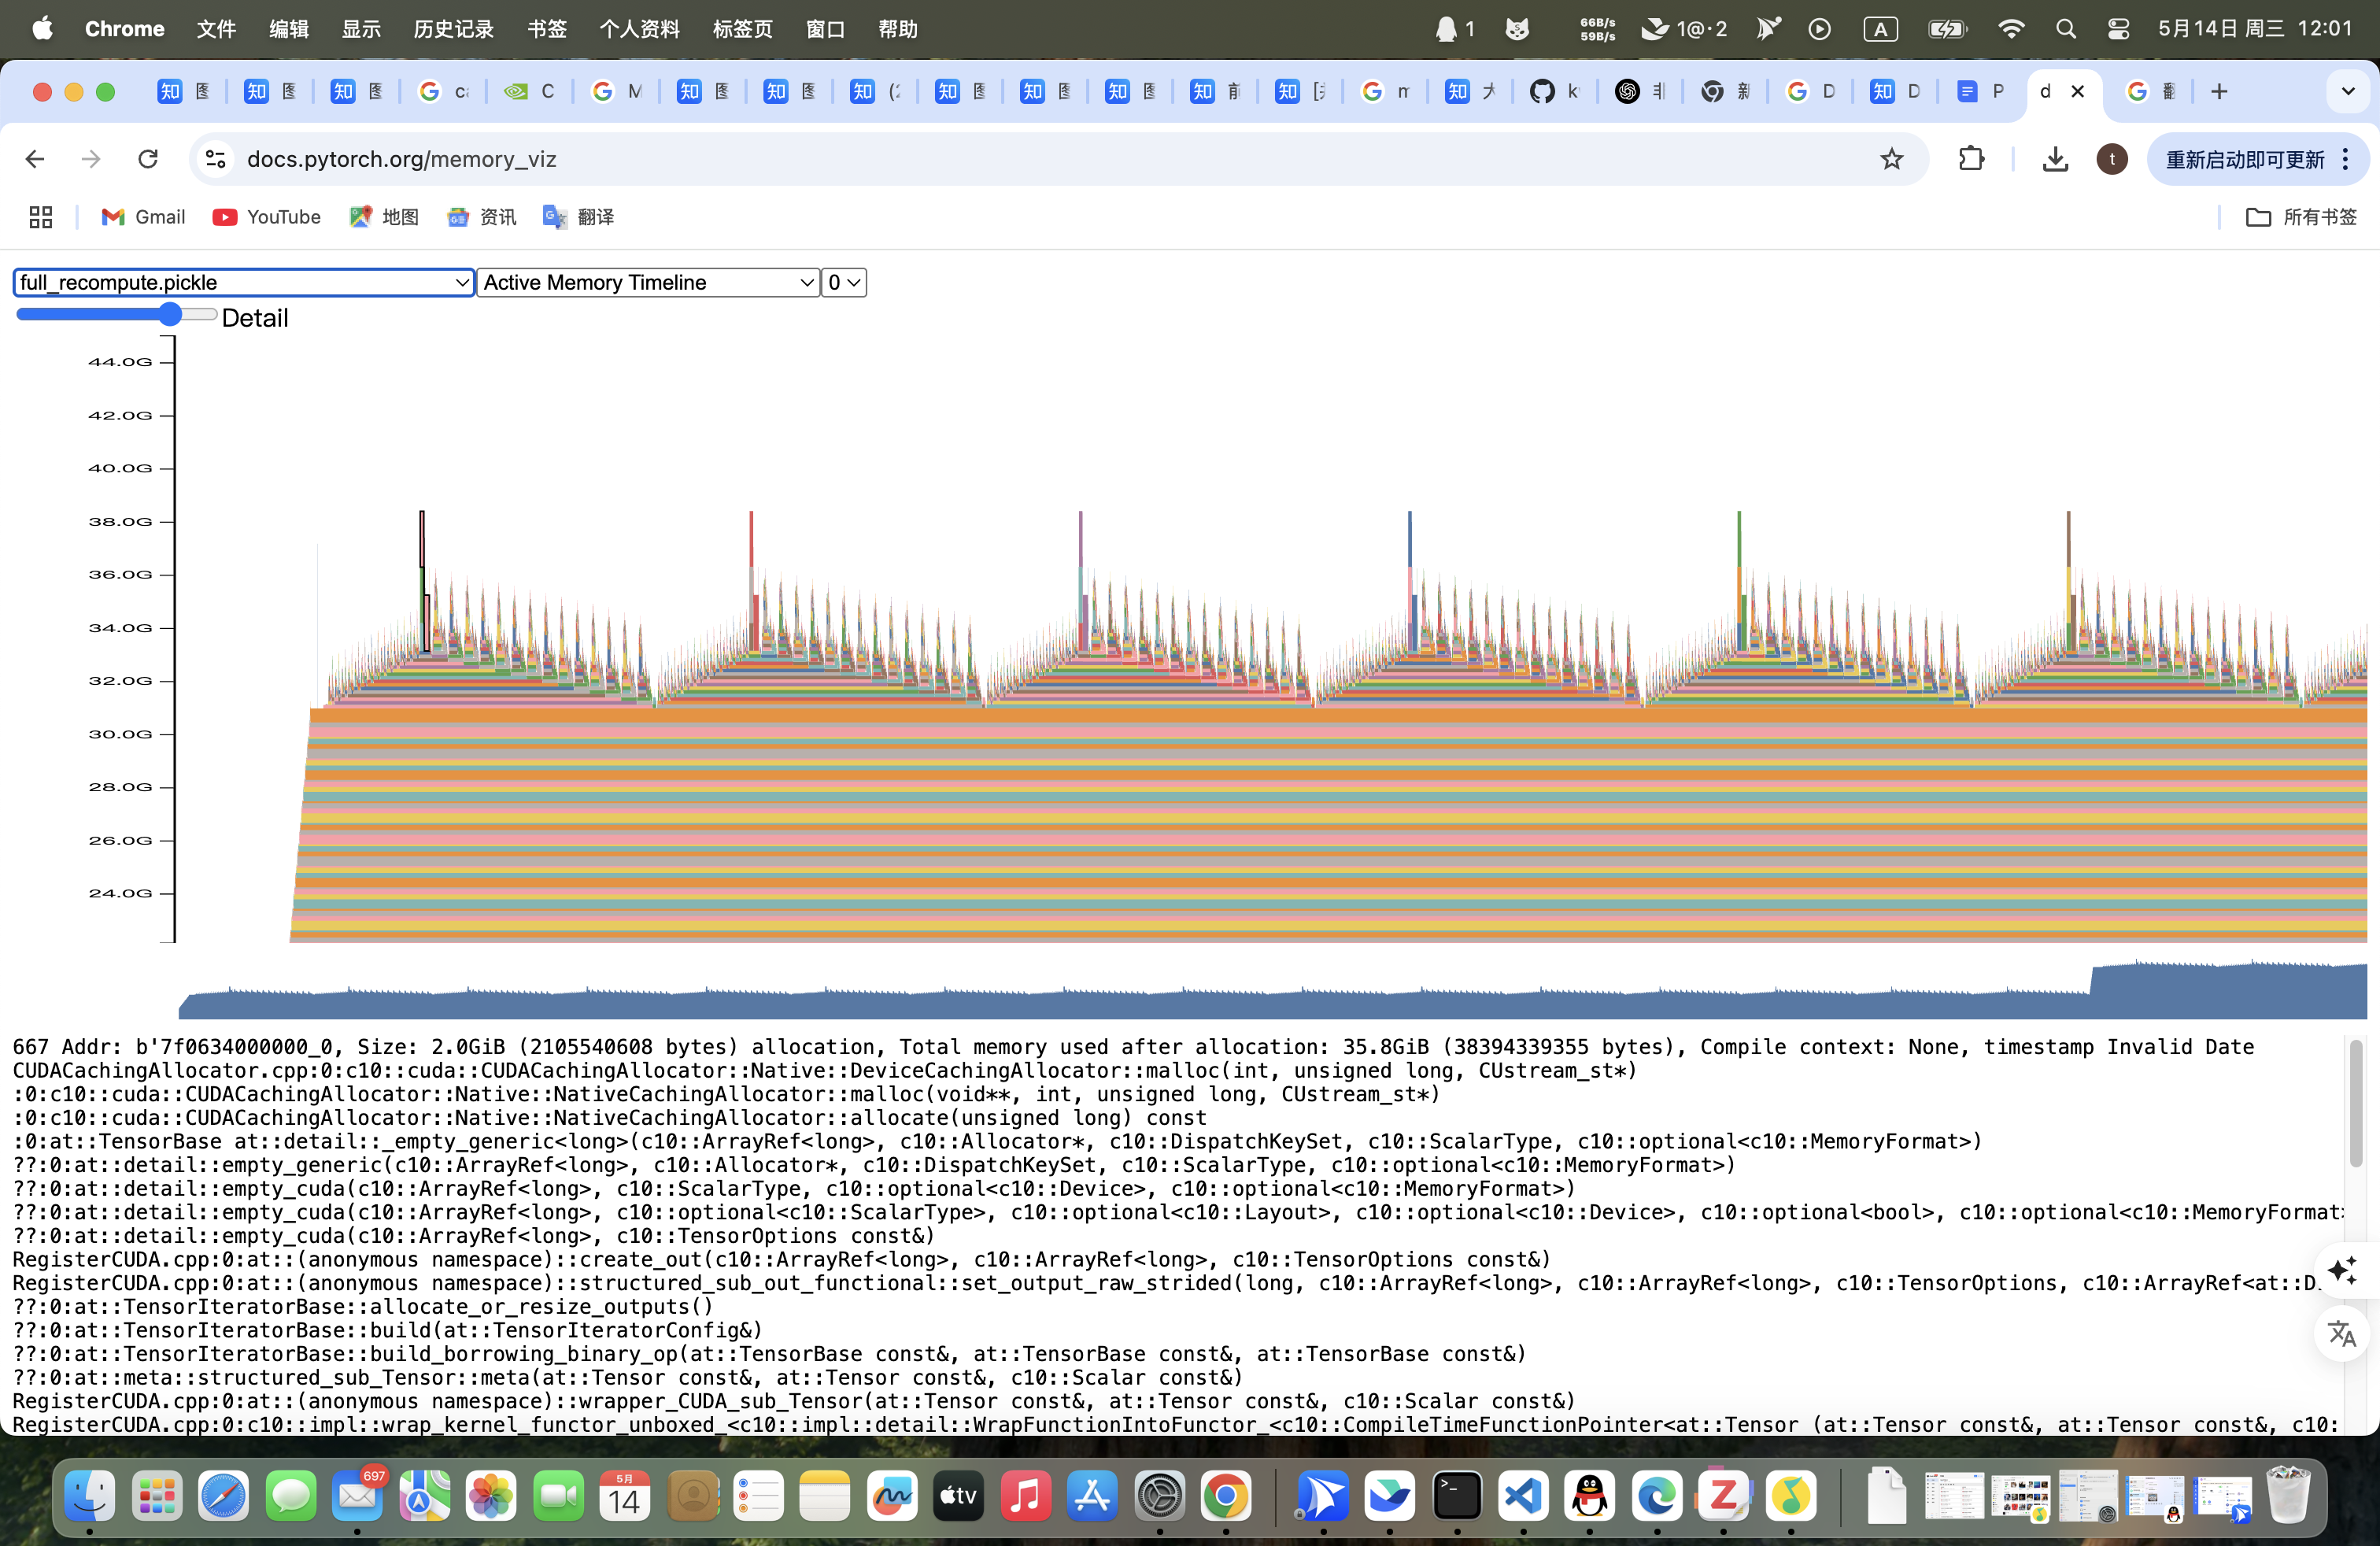 Chrome 文件 编辑 显示 历史记录 书签 个人资料 标签页 窗口 帮助 1 66B/s 59B/s 1@·2 A 5月14日 周三 12:01
知 知 知 G C G M 知 知 知 ( 知 知 知 知 前 知 G 知 k 新 G D 知 D P d G
docs.pytorch.org/memory_viz t 重新启动即可更新
Gmail YouTube 地图 资讯 翻译 所有书签
full_recompute.pickle Active Memory Timeline 0
Detail
44.0G
42.0G
40.0G
38.0G
36.0G
34.0G
32.0G
30.0G
28.0G
26.0G
24.0G
667 Addr: b'7f0634000000_0, Size: 2.0GiB (2105540608 bytes) allocation, Total memory used after allocation: 35.8GiB (38394339355 bytes), Compile context: None, timestamp Invalid Date
CUDACachingAllocator.cpp:0:c10::cuda::CUDACachingAllocator::Native::DeviceCachingAllocator::malloc(int, unsigned long, CUstream_st*)
:0:c10::cuda::CUDACachingAllocator::Native::NativeCachingAllocator::malloc(void**, int, unsigned long, CUstream_st*)
:0:c10::cuda::CUDACachingAllocator::Native::NativeCachingAllocator::allocate(unsigned long) const
:0:at::TensorBase at::detail::_empty_generic<long>(c10::ArrayRef<long>, c10::Allocator*, c10::DispatchKeySet, c10::ScalarType, c10::optional<c10::MemoryFormat>)
??:0:at::detail::empty_generic(c10::ArrayRef<long>, c10::Allocator*, c10::DispatchKeySet, c10::ScalarType, c10::optional<c10::MemoryFormat>)
??:0:at::detail::empty_cuda(c10::ArrayRef<long>, c10::ScalarType, c10::optional<c10::Device>, c10::optional<c10::MemoryFormat>)
??:0:at::detail::empty_cuda(c10::ArrayRef<long>, c10::optional<c10::ScalarType>, c10::optional<c10::Layout>, c10::optional<c10::Device>, c10::optional<bool>, c10::optional<c10::MemoryFormat>
??:0:at::detail::empty_cuda(c10::ArrayRef<long>, c10::TensorOptions const&)
RegisterCUDA.cpp:0:at::(anonymous namespace)::create_out(c10::ArrayRef<long>, c10::ArrayRef<long>, c10::TensorOptions const&)
RegisterCUDA.cpp:0:at::(anonymous namespace)::structured_sub_out_functional::set_output_raw_strided(long, c10::ArrayRef<long>, c10::ArrayRef<long>, c10::TensorOptions, c10::ArrayRef<at::D
??:0:at::TensorIteratorBase::allocate_or_resize_outputs()
??:0:at::TensorIteratorBase::build(at::TensorIteratorConfig&)
??:0:at::TensorIteratorBase::build_borrowing_binary_op(at::TensorBase const&, at::TensorBase const&, at::TensorBase const&)
??:0:at::meta::structured_sub_Tensor::meta(at::Tensor const&, at::Tensor const&, c10::Scalar const&)
RegisterCUDA.cpp:0:at::(anonymous namespace)::wrapper_CUDA_sub_Tensor(at::Tensor const&, at::Tensor const&, c10::Scalar const&)
RegisterCUDA.cpp:0:c10::impl::wrap_kernel_functor_unboxed_<c10::impl::detail::WrapFunctionIntoFunctor_<c10::CompileTimeFunctionPointer<at::Tensor (at::Tensor const&, at::Tensor const&, c10:
697 5月 14 tv